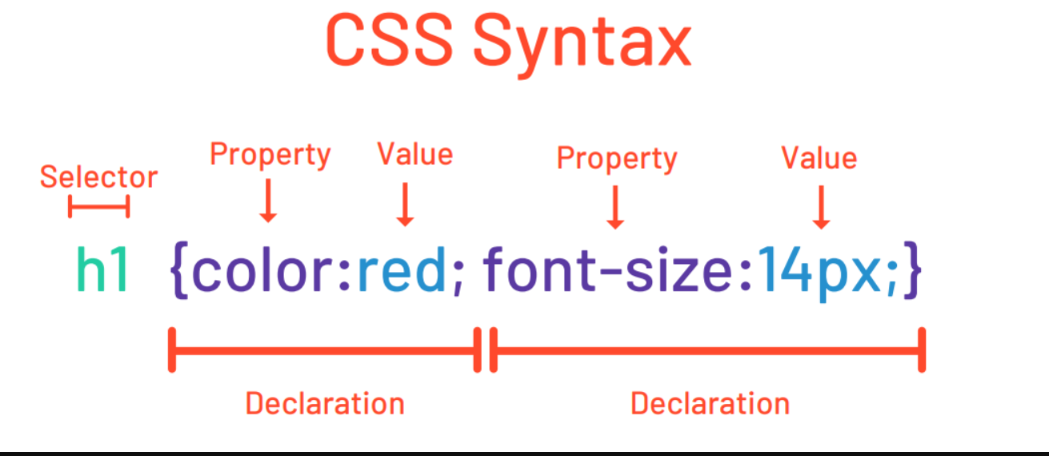 CSS Syntax
Selector
Property
Value
Property
Value
h1 {color:red; font-size:14px;}
Declaration
Declaration